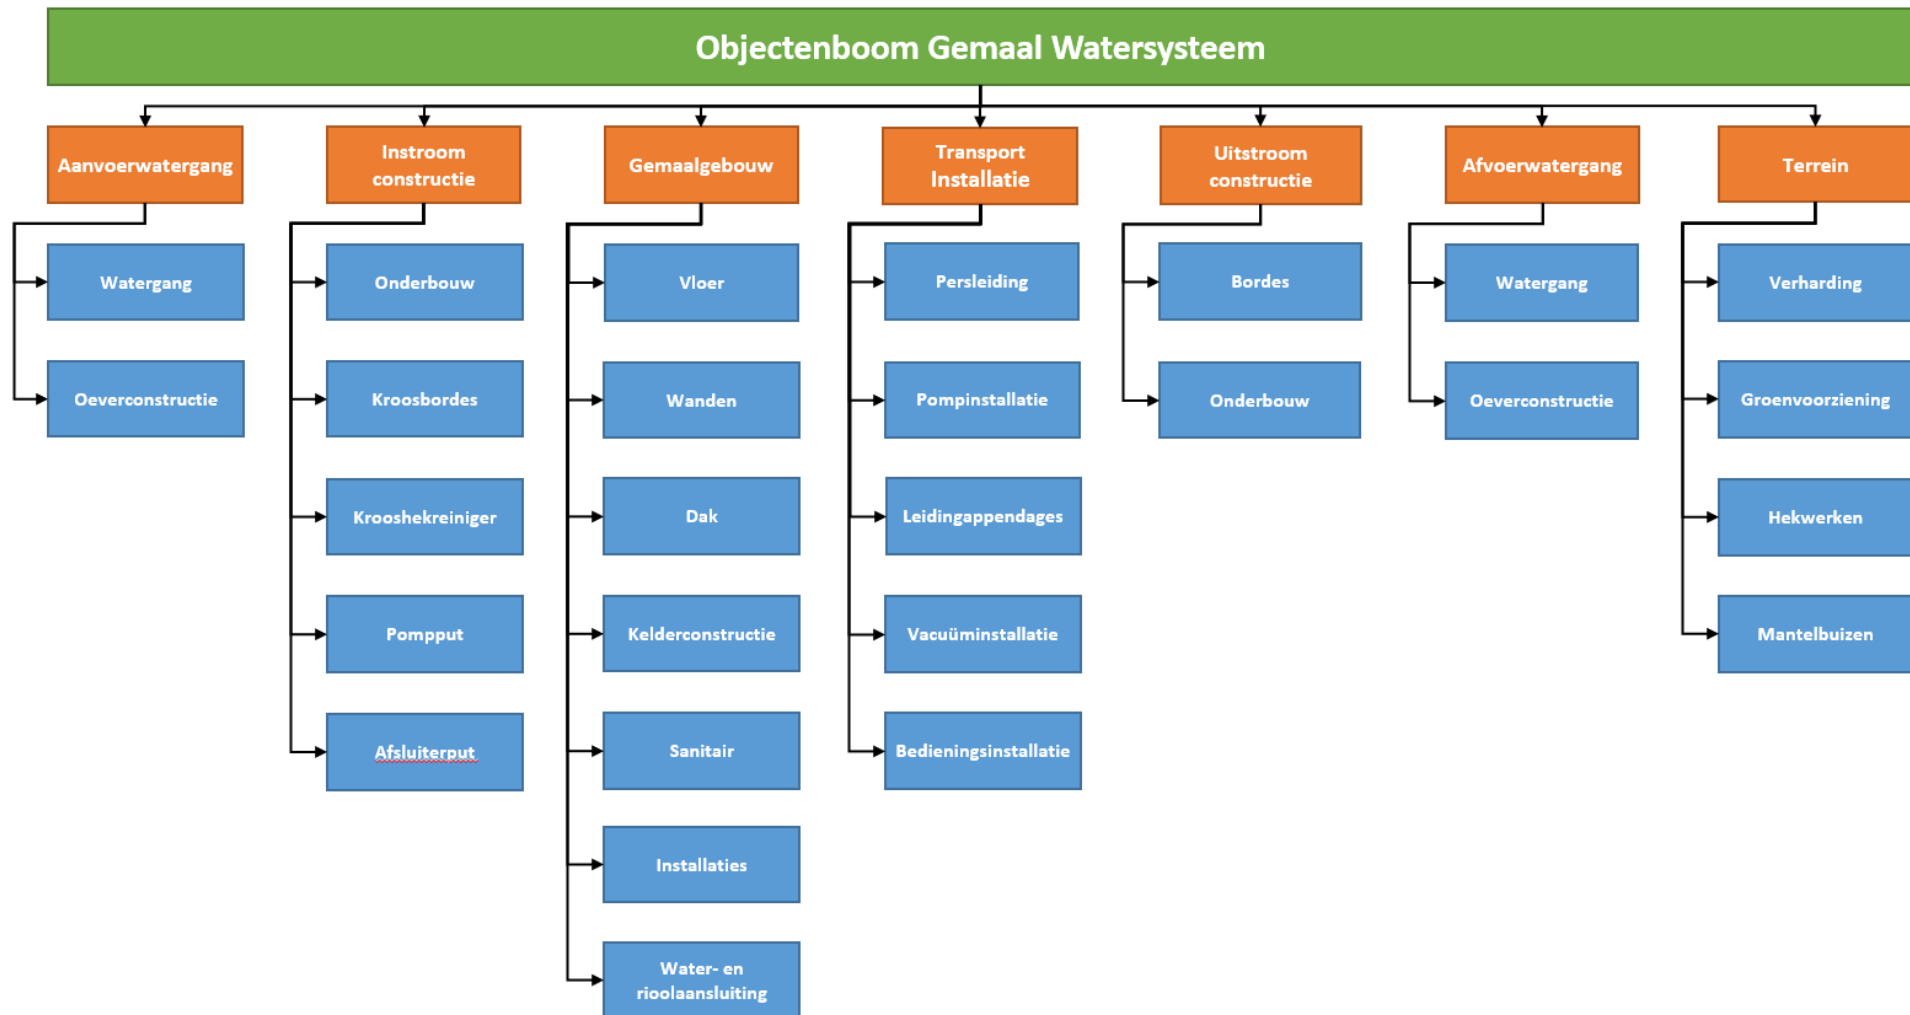 Objectenboom Gemaal Watersysteem
Aanvoerwatergang
Instroom
constructie
Gemaalgebouw
Transport
Installatie
Uitstroom
constructie
Afvoerwatergang
Terrein
Watergang
Oeverconstructie
Onderbouw
Kroosbordes
Krooshekreiniger
Pompput
Afsluiterput
Vloer
Wanden
Dak
Kelderconstructie
Sanitair
Installaties
Water- en
rioolaansluiting
Persleiding
Pompinstallatie
Leidingappendages
Vacuüminstallatie
Bedieningsinstallatie
Bordes
Onderbouw
Watergang
Oeverconstructie
Verharding
Groenvoorziening
Hekwerken
Mantelbuizen